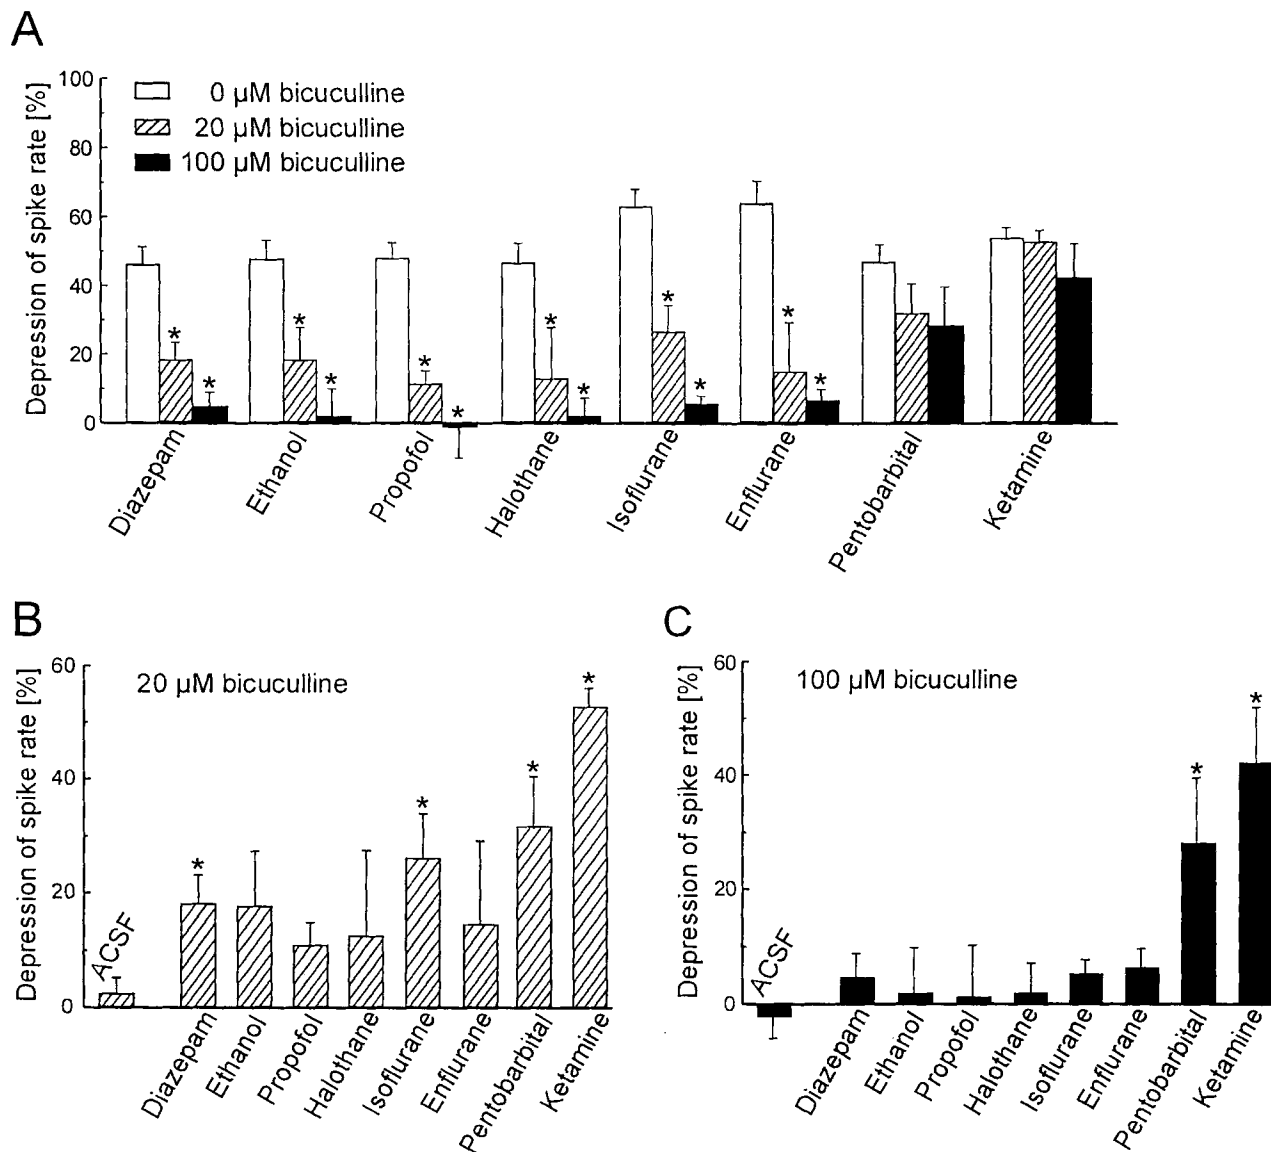 A
Depression of spike rate [%]
100
80
60
40
20
0
0 µM bicuculline
20 µM bicuculline
100 µM bicuculline
* * * * * * * * * * * *
Diazepam
Ethanol
Propofol
Halothane
Isoflurane
Enflurane
Pentobarbital
Ketamine
B
Depression of spike rate [%]
60
40
20
0
20 µM bicuculline
* * * *
ACSF
Diazepam
Ethanol
Propofol
Halothane
Isoflurane
Enflurane
Pentobarbital
Ketamine
C
Depression of spike rate [%]
60
40
20
0
100 µM bicuculline
* *
ACSF
Diazepam
Ethanol
Propofol
Halothane
Isoflurane
Enflurane
Pentobarbital
Ketamine